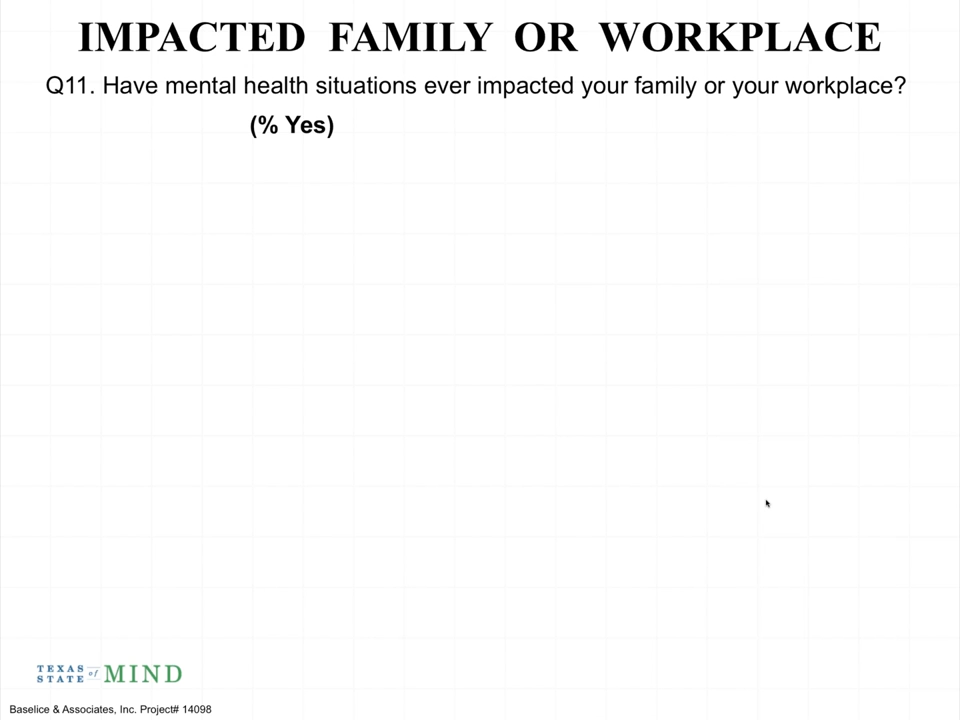 IMPACTED FAMILY OR WORKPLACE
Q11. Have mental health situations ever impacted your family or your workplace?
(% Yes)
TEXAS
STATE of MIND
Baselice & Associates, Inc. Project# 14098